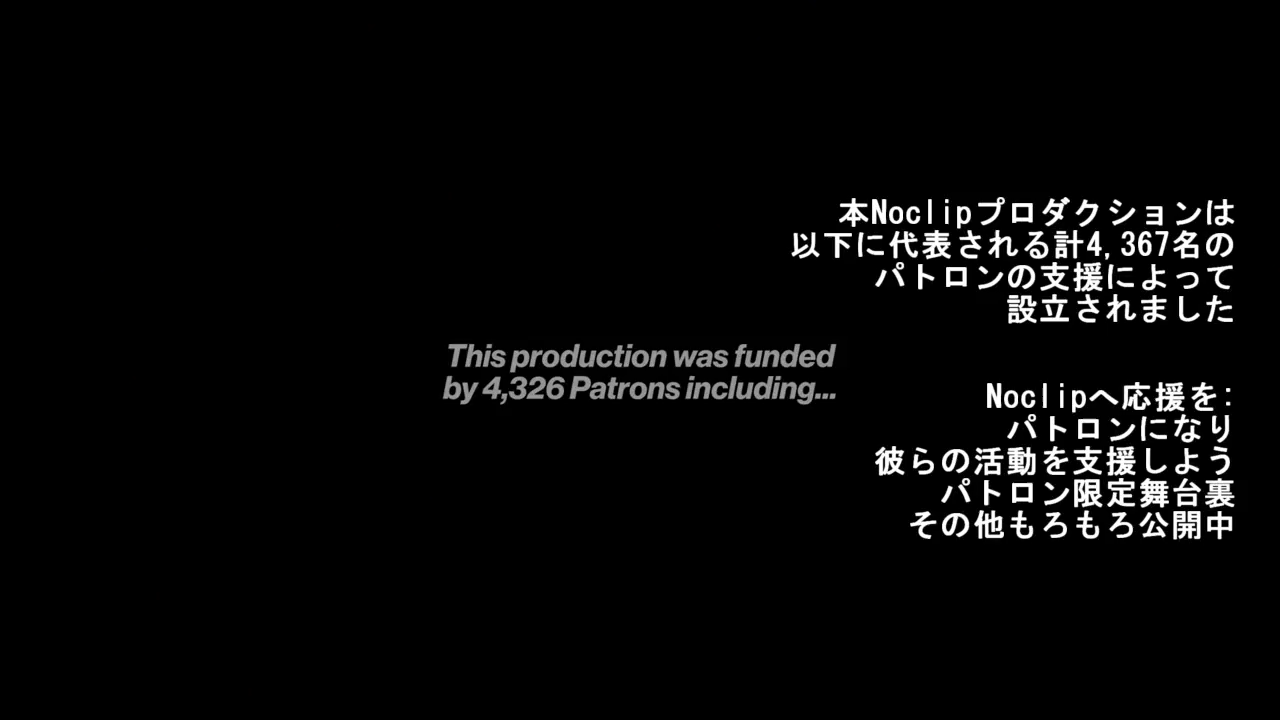 本Noclipプロダクションは
以下に代表される計4,367名の
パトロンの支援によって
設立されました
This production was funded
by 4,326 Patrons including...
Noclipへ応援を:
パトロンになり
彼らの活動を支援しよう
パトロン限定舞台裏
その他もろもろ公開中